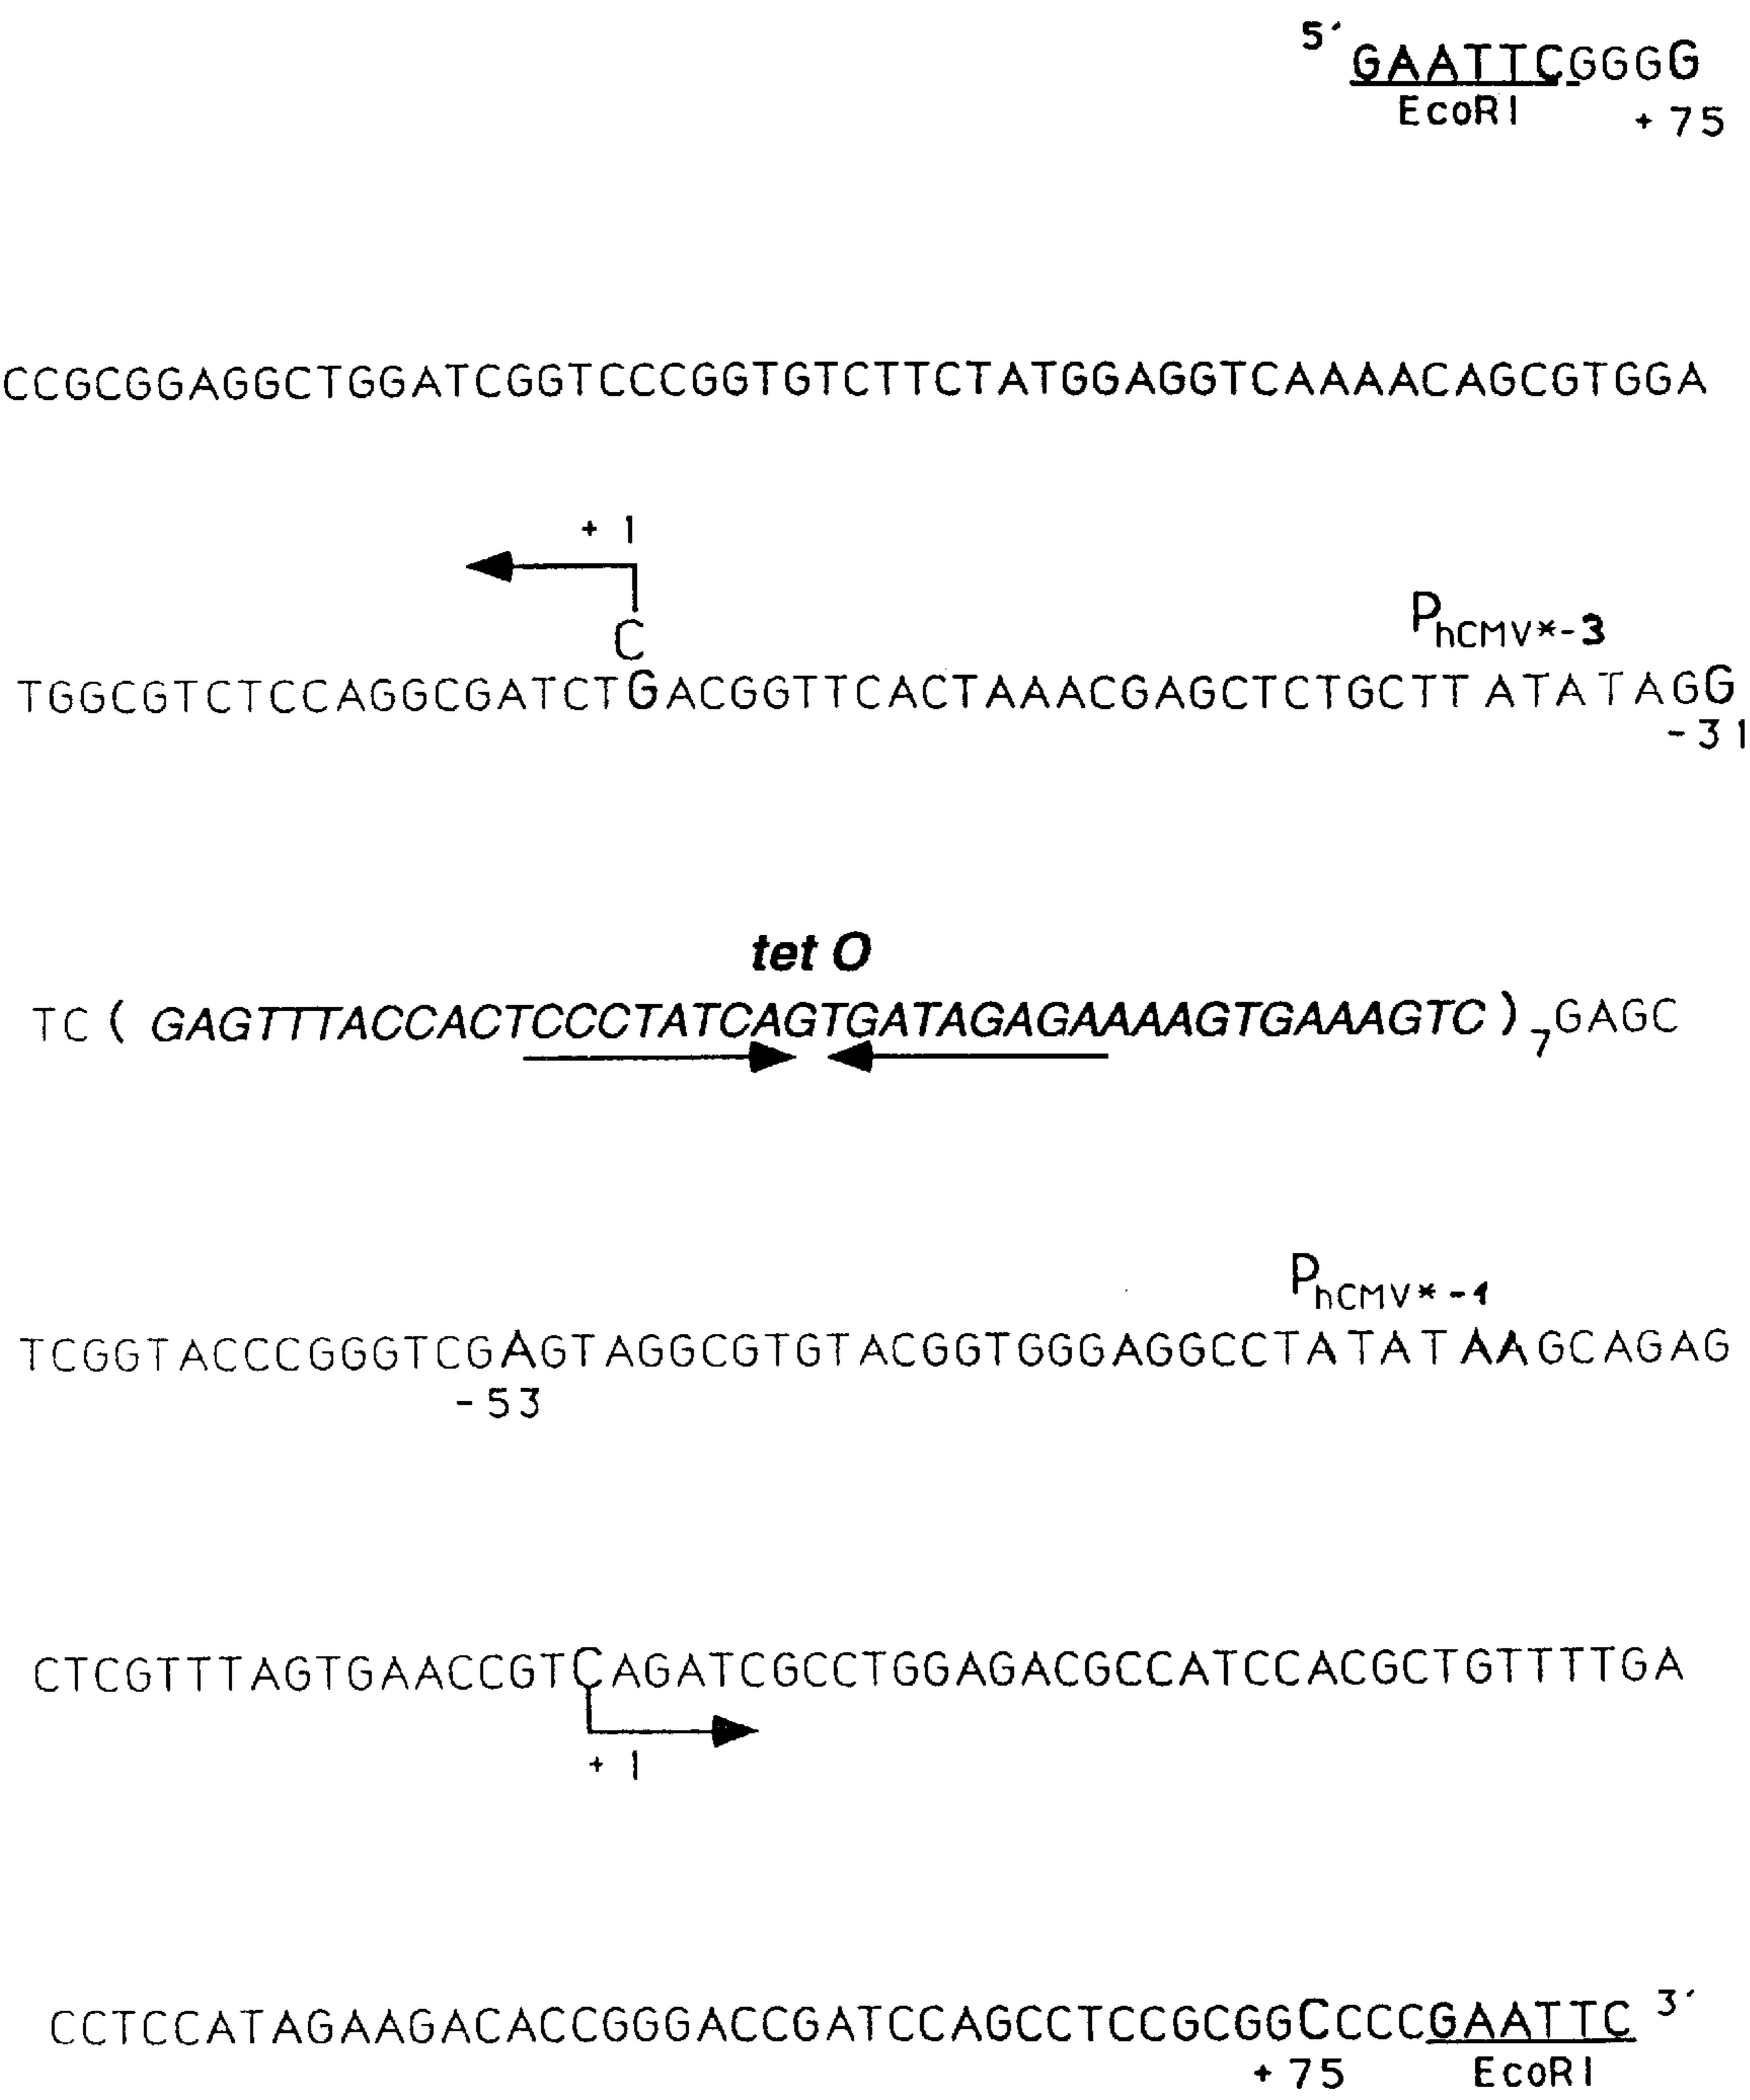 5´ GAATTCGGGG
EcoRI +75
CCGCGGAGGCTGGATCGGTCCCGGTGTCTTCTATGGAGGTCAAAACAGCGTGGA
+ 1
C
PhCMV*-3
TGGCGTCTCCAGGCGATCTGACGGTTCACTAAACGAGCTCTGCTTATATAGG
-31
tet O
TC ( GAGTTTACCACTCCCTATCAGTGATAGAGAAAAGTGAAAGTC )7GAGC
PhCMV*-1
TCGGTACCCGGGTCGAGTAGGCGTGTACGGTGGGAGGCCTATATAAGCAGAG
-53
CTCGTTTAGTGAACCGTCAGATCGCCTGGAGACGCCATCCACGCTGTTTTGA
+ 1
CCTCCATAGAAGACACCGGGACCGATCCAGCCTCCGCGGCCCCGAATTC 3´
+75 EcoRI